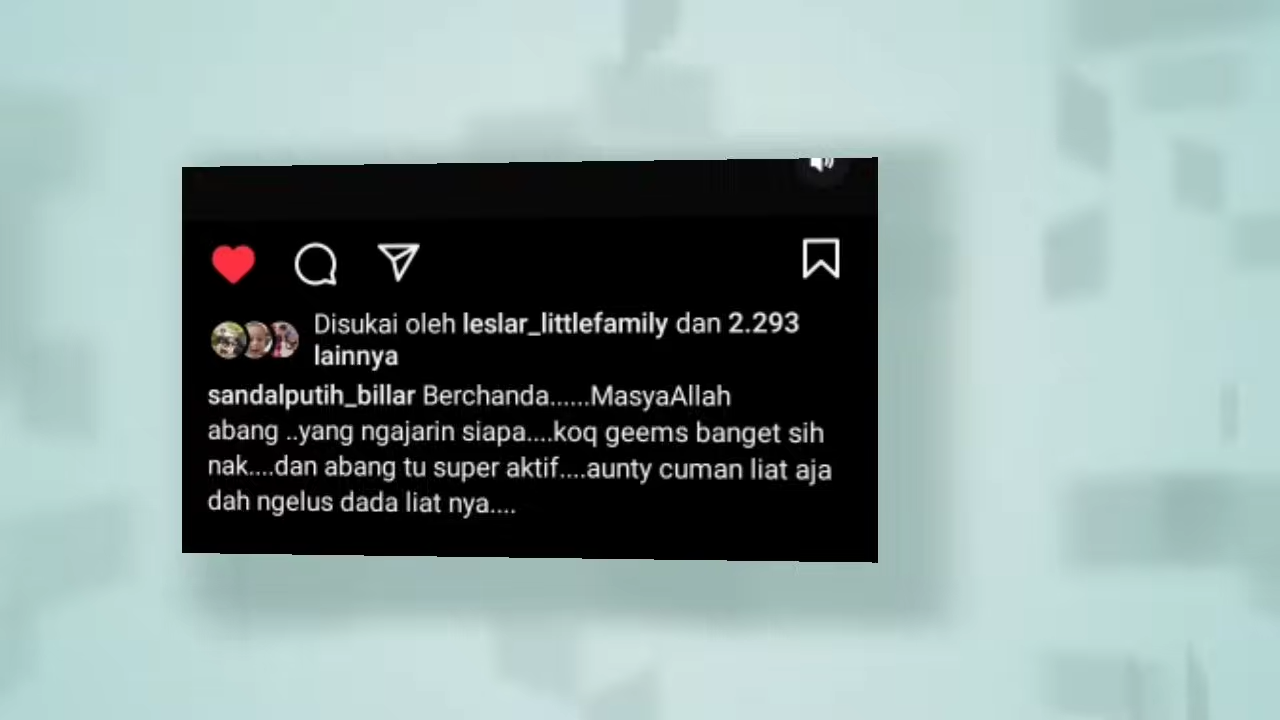 Disukai oleh leslar_littlefamily dan 2.293
lainnya
sandalputih_billar Berchanda......MasyaAllah
abang ..yang ngajarin siapa....koq geems banget sih
nak....dan abang tu super aktif....aunty cuman liat aja
dah ngelus dada liat nya....